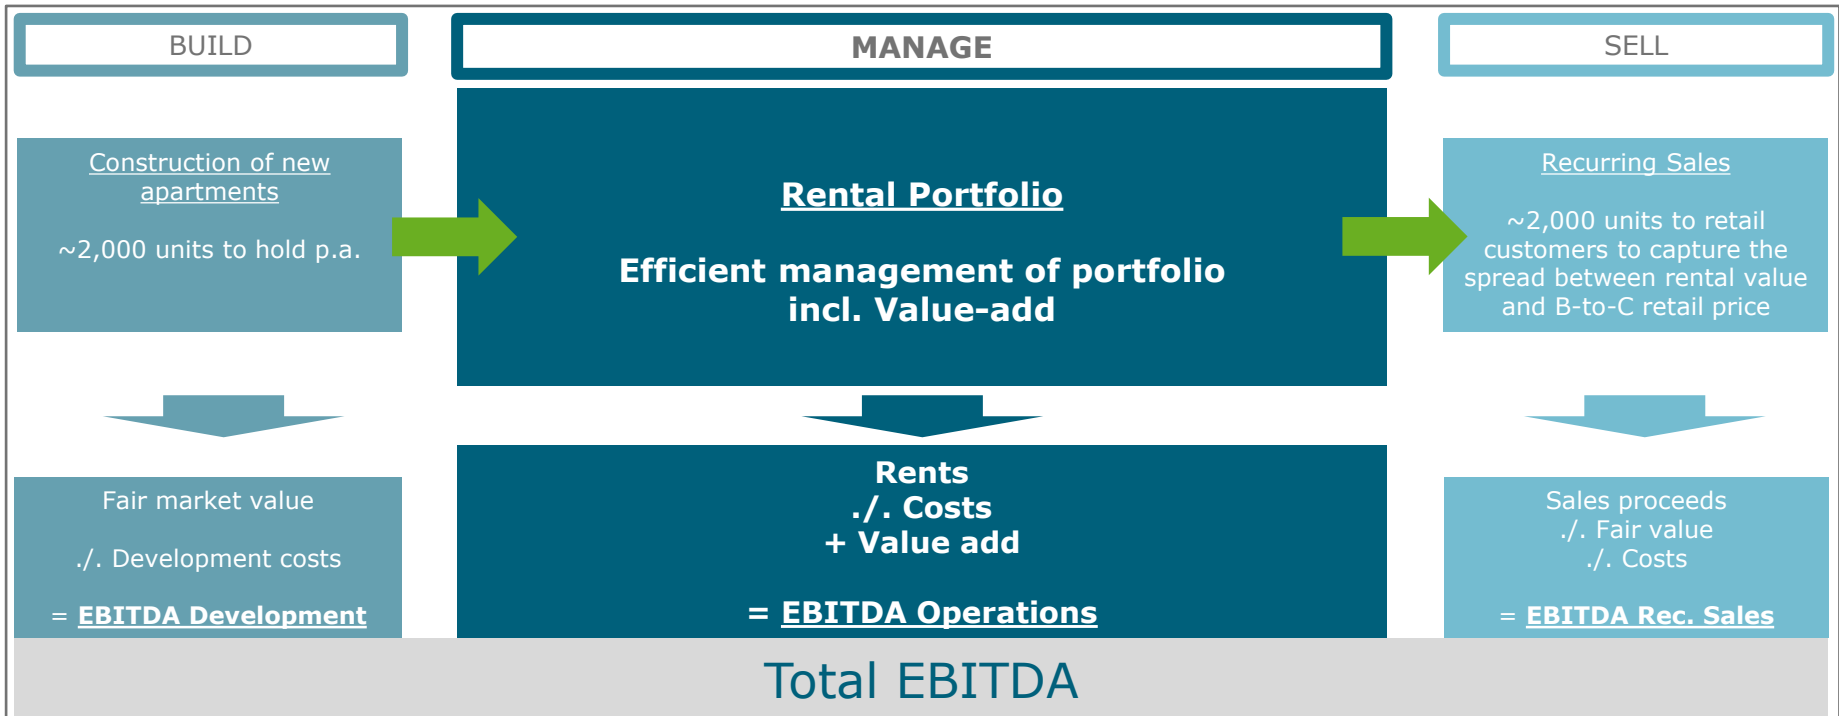 BUILD
MANAGE
SELL
Construction of new
apartments
~2,000 units to hold p.a.
Rental Portfolio
Efficient management of portfolio
incl. Value-add
Recurring Sales
~2,000 units to retail
customers to capture the
spread between rental value
and B-to-C retail price
Fair market value
./. Development costs
= EBITDA Development
Rents
./. Costs
+ Value add
= EBITDA Operations
Sales proceeds
./. Fair value
./. Costs
= EBITDA Rec. Sales
Total EBITDA